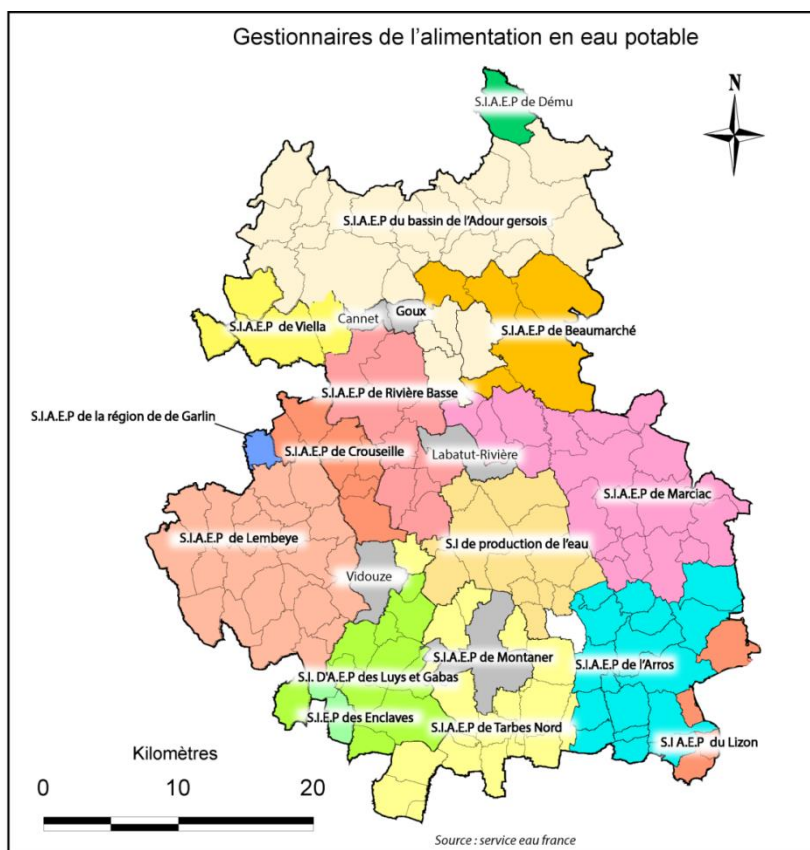 Gestionnaires de l'alimentation en eau potable
S.I.A.E.P de Dému
N
S.I.A.E.P du bassin de l'Adour gersois
Goux
Cannet
S.I.A.E.P de Viella
S.I.A.E.P de Beaumarché
S.I.A.E.P de Rivière Basse
S.I.A.E.P de la région de de Garlin
S.I.A.E.P de Crouseille
Labatut-Rivière
S.I.A.E.P de Marciac
S.I.A.E.P de Lembeye
S.I de production de l'eau
Vidouze
S.I.A.E.P de Montaner
S.I.A.E.P de l'Arros
S.I. D'A.E.P des Luys et Gabas
S.I.E.P des Enclaves
S.I.A.E.P de Tarbes Nord
S.I A.E.P du Lizon
Kilomètres
0 10 20
Source : service eau france